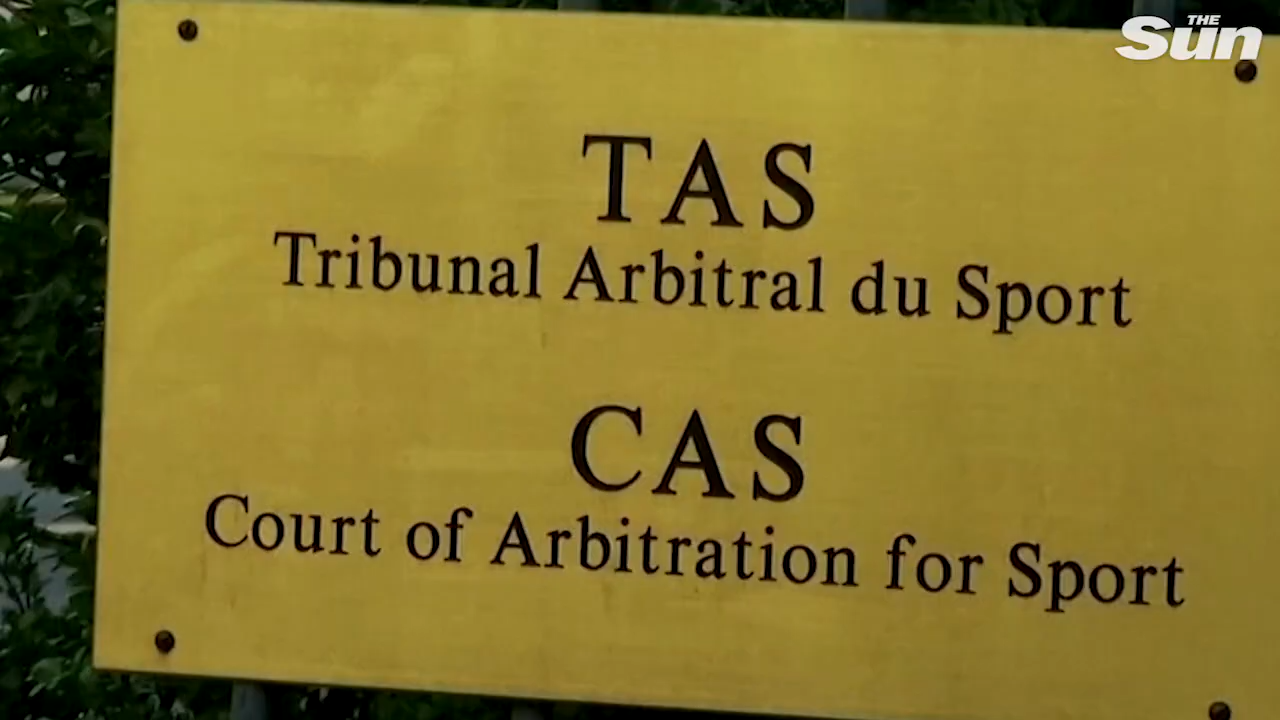 THE
Sun
TAS
Tribunal Arbitral du Sport
CAS
Court of Arbitration for Sport